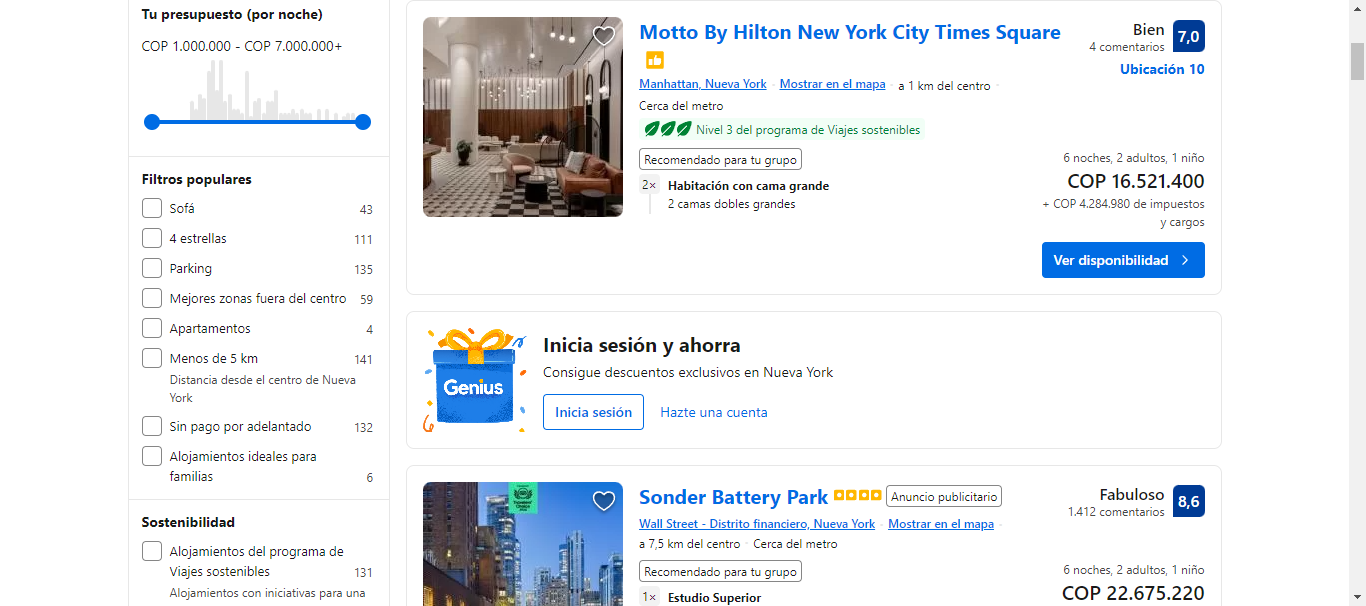 Tu presupuesto (por noche)
COP 1.000.000 - COP 7.000.000+
Filtros populares
Sofá 43
4 estrellas 111
Parking 135
Mejores zonas fuera del centro 59
Apartamentos 4
Menos de 5 km 141
Distancia desde el centro de Nueva
York
Sin pago por adelantado 132
Alojamientos ideales para
familias 6
Sostenibilidad
Alojamientos del programa de
Viajes sostenibles 131
Alojamientos con iniciativas para una
Motto By Hilton New York City Times Square
Bien 7,0
4 comentarios
Ubicación 10
Manhattan, Nueva York · Mostrar en el mapa · a 1 km del centro ·
Cerca del metro
Nivel 3 del programa de Viajes sostenibles
Recomendado para tu grupo
2× Habitación con cama grande
2 camas dobles grandes
6 noches, 2 adultos, 1 niño
COP 16.521.400
+ COP 4.284.980 de impuestos
y cargos
Ver disponibilidad
Genius
Inicia sesión y ahorra
Consigue descuentos exclusivos en Nueva York
Inicia sesión Hazte una cuenta
Sonder Battery Park Anuncio publicitario
Fabuloso 8,6
1.412 comentarios
Wall Street - Distrito financiero, Nueva York · Mostrar en el mapa ·
a 7,5 km del centro · Cerca del metro
Recomendado para tu grupo
1× Estudio Superior
6 noches, 2 adultos, 1 niño
COP 22.675.220